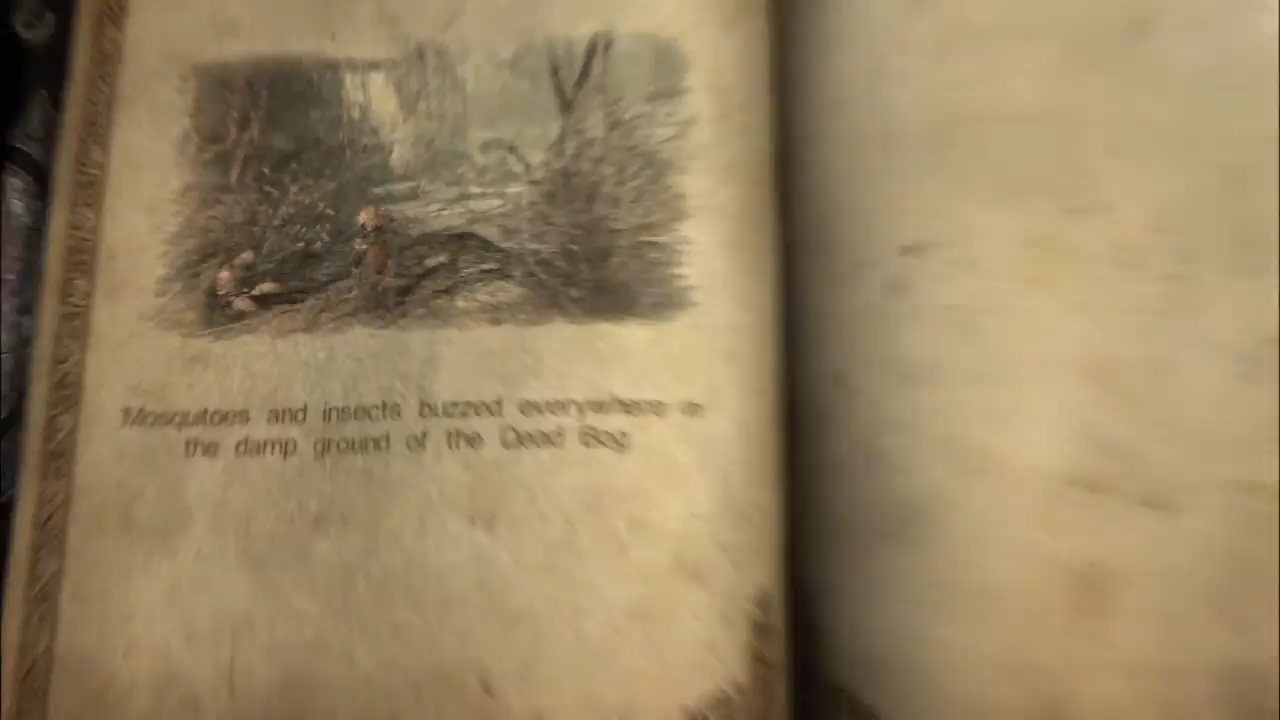 Mosquitoes and insects buzzed everywhere in
the damp ground of the Dead Bog.